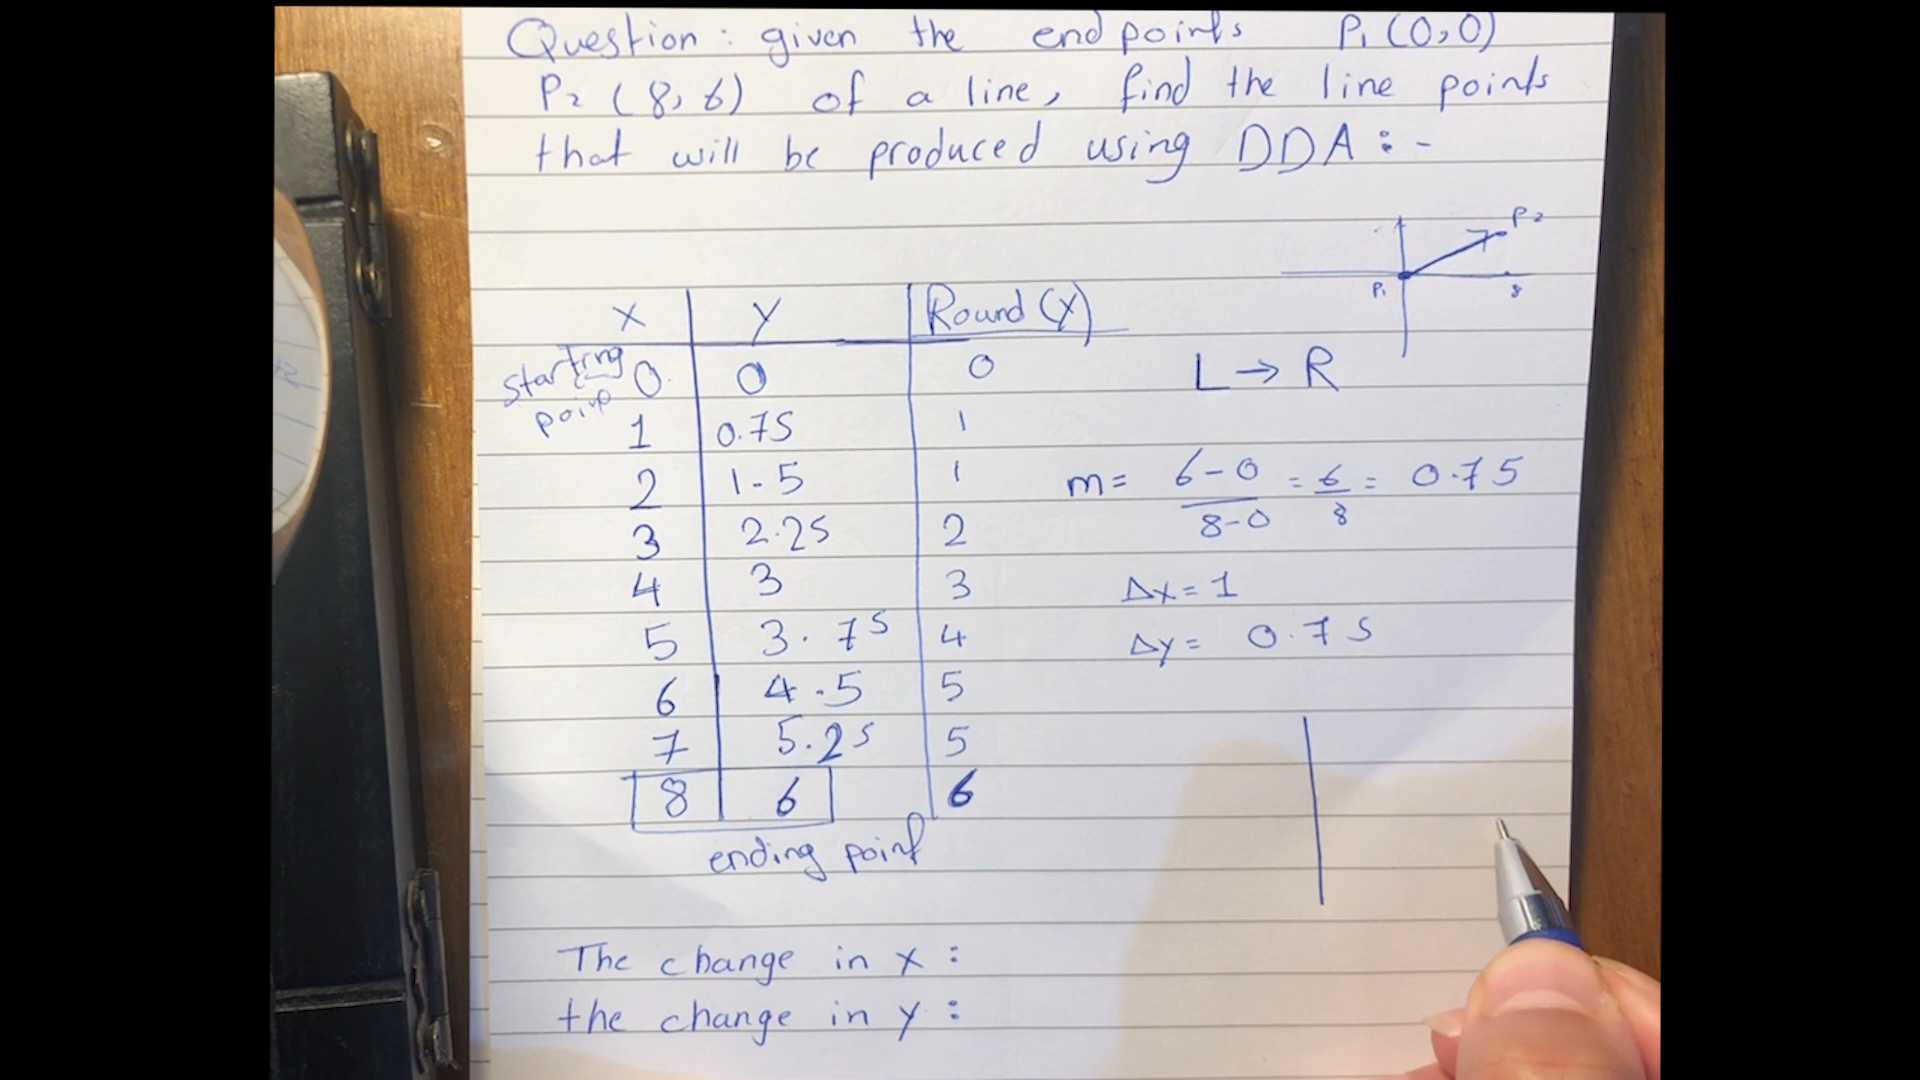 Question: given the endpoints P1 (0,0)
P2 (8,6) of a line, find the line points
that will be produced using DDA:-
P2
P1 8
X Y Round (Y)
starting point 0 0 0
L → R
1 0.75 1
2 1.5 1
m = 6-0 / 8-0 = 6/8 = 0.75
3 2.25 2
4 3 3
Δx = 1
5 3.75 4
Δy = 0.75
6 4.5 5
7 5.25 5
8 6 6
ending point
The change in x :
the change in y :